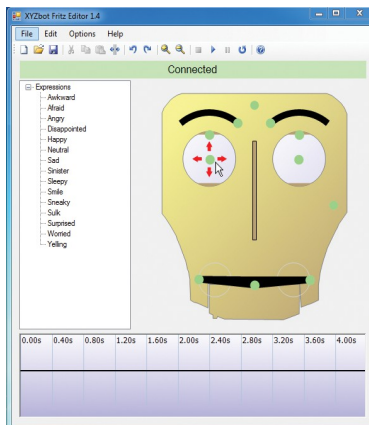 XYZbot Fritz Editor 1.4
File Edit Options Help
Connected
Expressions
Awkward
Afraid
Angry
Disappointed
Happy
Neutral
Sad
Sinister
Sleepy
Smile
Sneaky
Sulk
Surprised
Worried
Yelling
0.00s 0.40s 0.80s 1.20s 1.60s 2.00s 2.40s 2.80s 3.20s 3.60s 4.00s